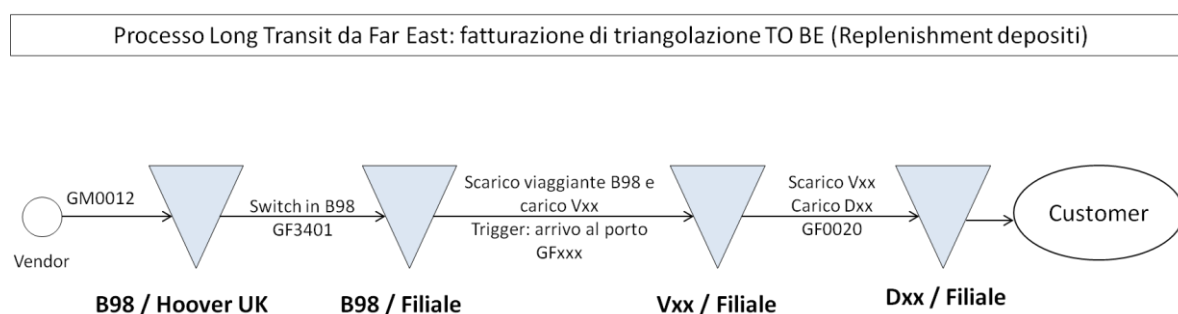 Processo Long Transit da Far East: fatturazione di triangolazione TO BE (Replenishment depositi)
GM0012
Switch in B98
GF3401
Scarico viaggiante B98 e
carico Vxx
Trigger: arrivo al porto
GFxxx
Scarico Vxx
Carico Dxx
GF0020
Customer
Vendor
B98 / Hoover UK
B98 / Filiale
Vxx / Filiale
Dxx / Filiale